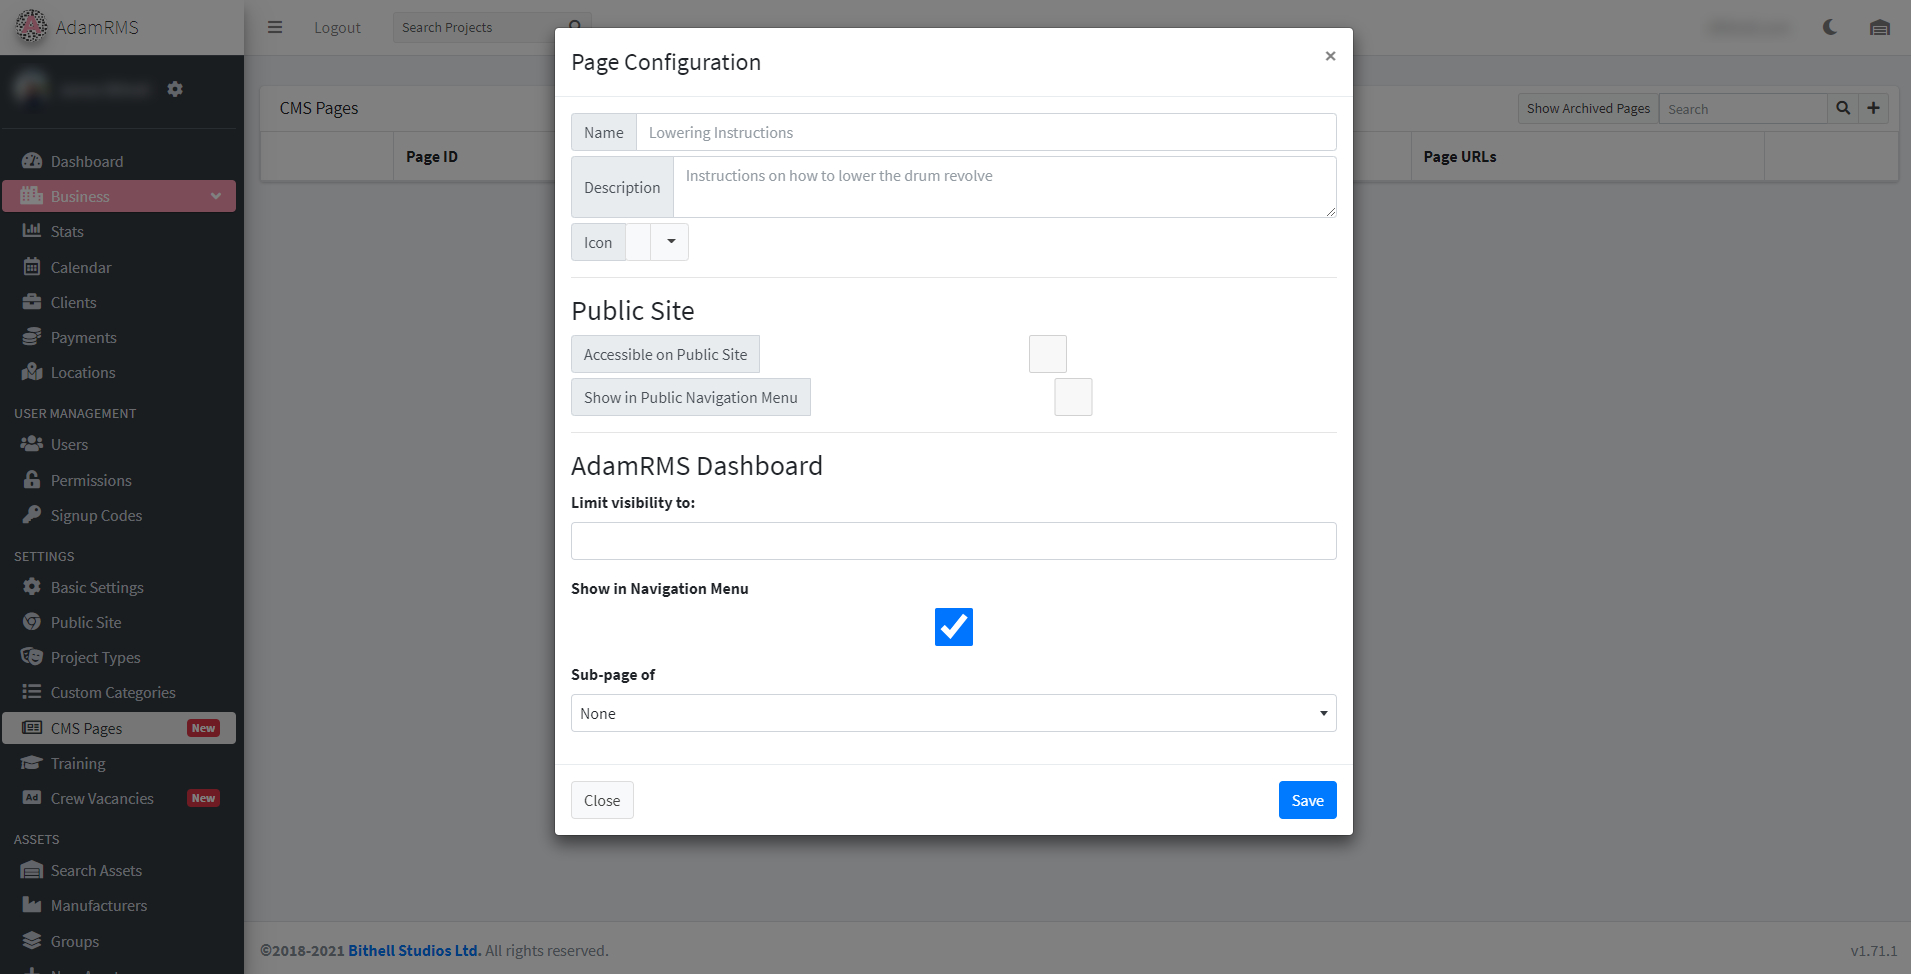 AdamRMS
Logout
Search Projects
Dashboard
Business
Stats
Calendar
Clients
Payments
Locations
USER MANAGEMENT
Users
Permissions
Signup Codes
SETTINGS
Basic Settings
Public Site
Project Types
Custom Categories
CMS Pages New
Training
Ad Crew Vacancies New
ASSETS
Search Assets
Manufacturers
Groups
CMS Pages
Show Archived Pages
Search
Page ID
Page URLs
Page Configuration
×
Name
Lowering Instructions
Description
Instructions on how to lower the drum revolve
Icon
Public Site
Accessible on Public Site
Show in Public Navigation Menu
AdamRMS Dashboard
Limit visibility to:
Show in Navigation Menu
Sub-page of
None
Close
Save
©2018-2021 Bithell Studios Ltd. All rights reserved.
v1.71.1